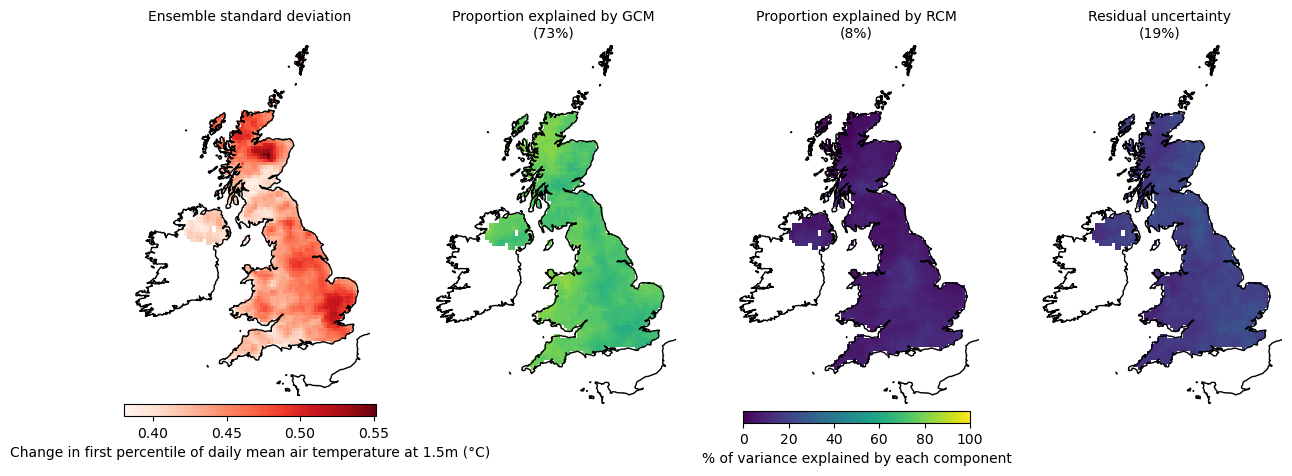 Ensemble standard deviation
Proportion explained by GCM
(73%)
Proportion explained by RCM
(8%)
Residual uncertainty
(19%)
0.40 0.45 0.50 0.55
Change in first percentile of daily mean air temperature at 1.5m (°C)
0 20 40 60 80 100
% of variance explained by each component